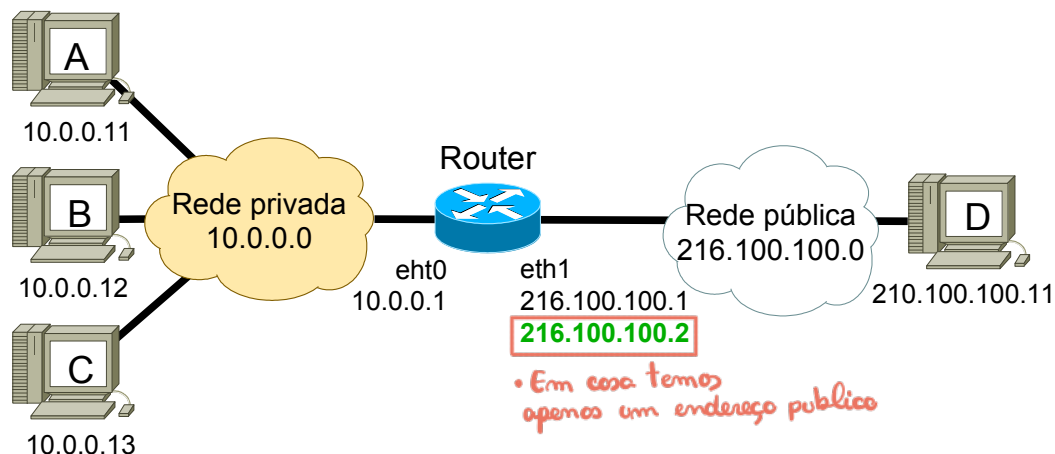 A
10.0.0.11
B
10.0.0.12
C
10.0.0.13
Rede privada
10.0.0.0
Router
eht0
10.0.0.1
eth1
216.100.100.1
216.100.100.2
• Em casa temos
apenas um endereço publico
Rede pública
216.100.100.0
D
210.100.100.11